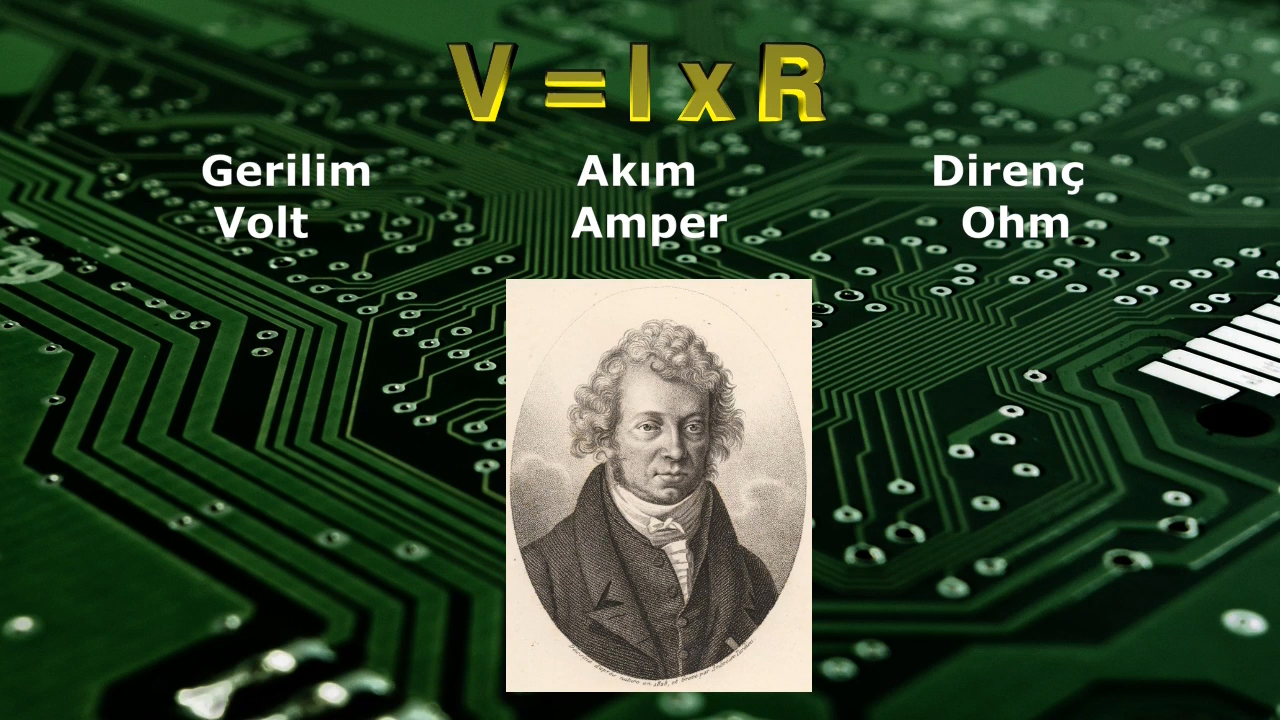 V = I x R
Gerilim Akım Direnç
Volt Amper Ohm